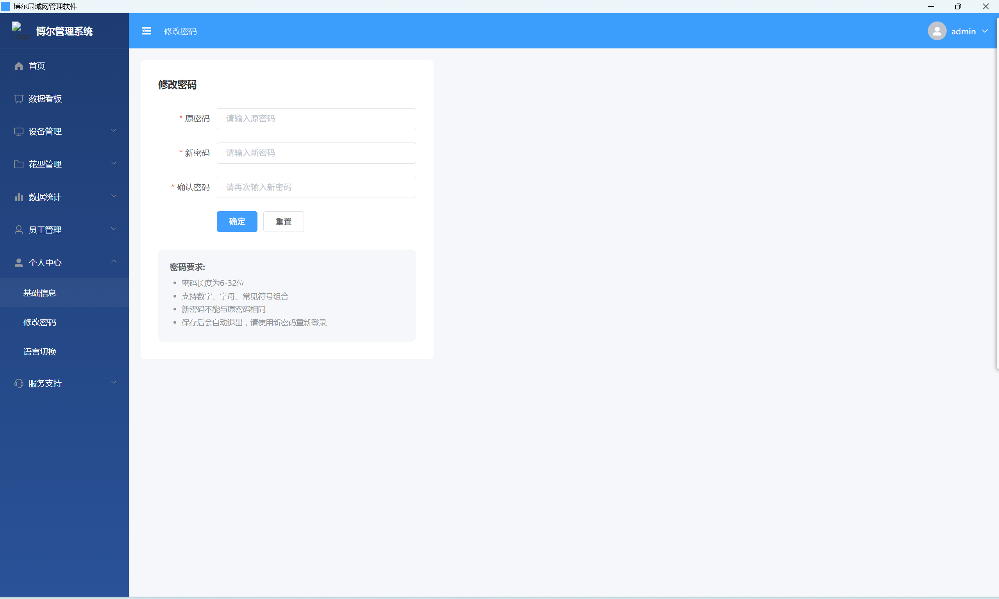 博尔局域网管理软件
Logo
博尔管理系统
修改密码
admin
首页
数据看板
设备管理
花型管理
数据统计
员工管理
个人中心
基础信息
修改密码
语言切换
服务支持
修改密码
* 原密码 请输入原密码
* 新密码 请输入新密码
* 确认密码 请再次输入新密码
确定 重置
密码要求:
• 密码长度为6-32位
• 支持数字、字母、常见符号组合
• 新密码不能与原密码相同
• 保存后会自动退出，请使用新密码重新登录